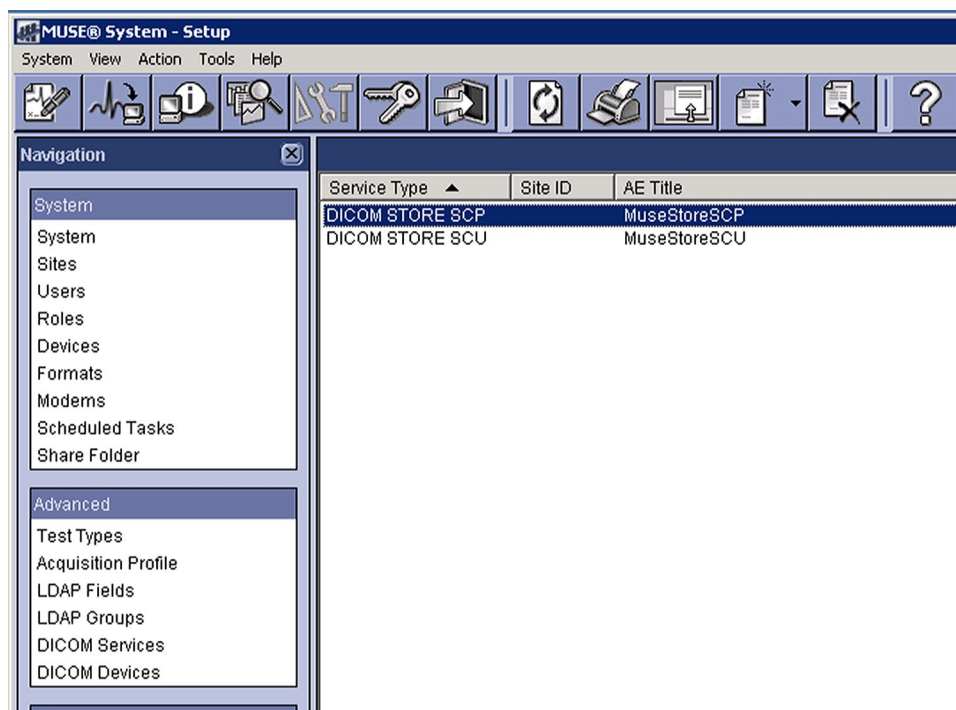 MUSE® System - Setup
System View Action Tools Help
Navigation
System
System
Sites
Users
Roles
Devices
Formats
Modems
Scheduled Tasks
Share Folder
Advanced
Test Types
Acquisition Profile
LDAP Fields
LDAP Groups
DICOM Services
DICOM Devices
Service Type Site ID AE Title
DICOM STORE SCP MuseStoreSCP
DICOM STORE SCU MuseStoreSCU